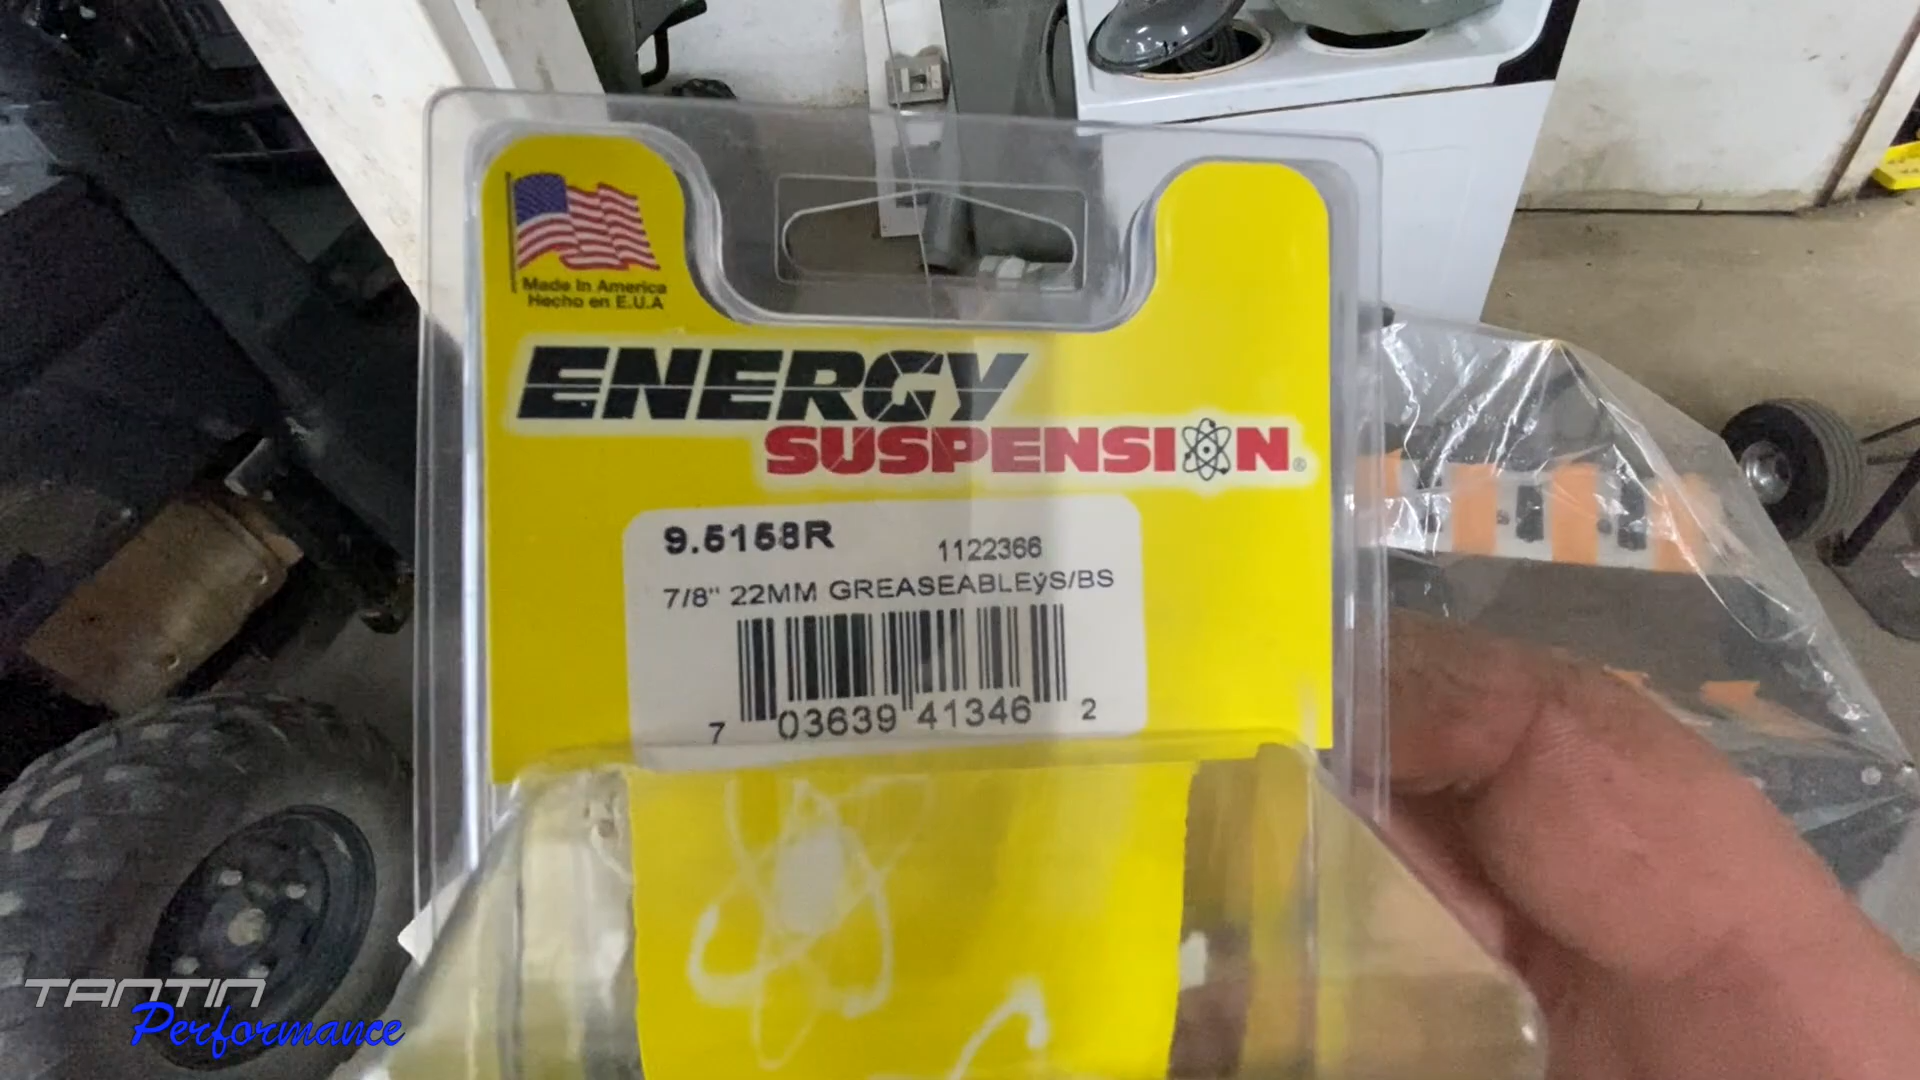 Made In America
Hecho en E.U.A
ENERGY
SUSPENSION®
9.5158R
1122366
7/8" 22MM GREASEABLEÿS/BS
7 03639 41346 2
TANTIN
Performance